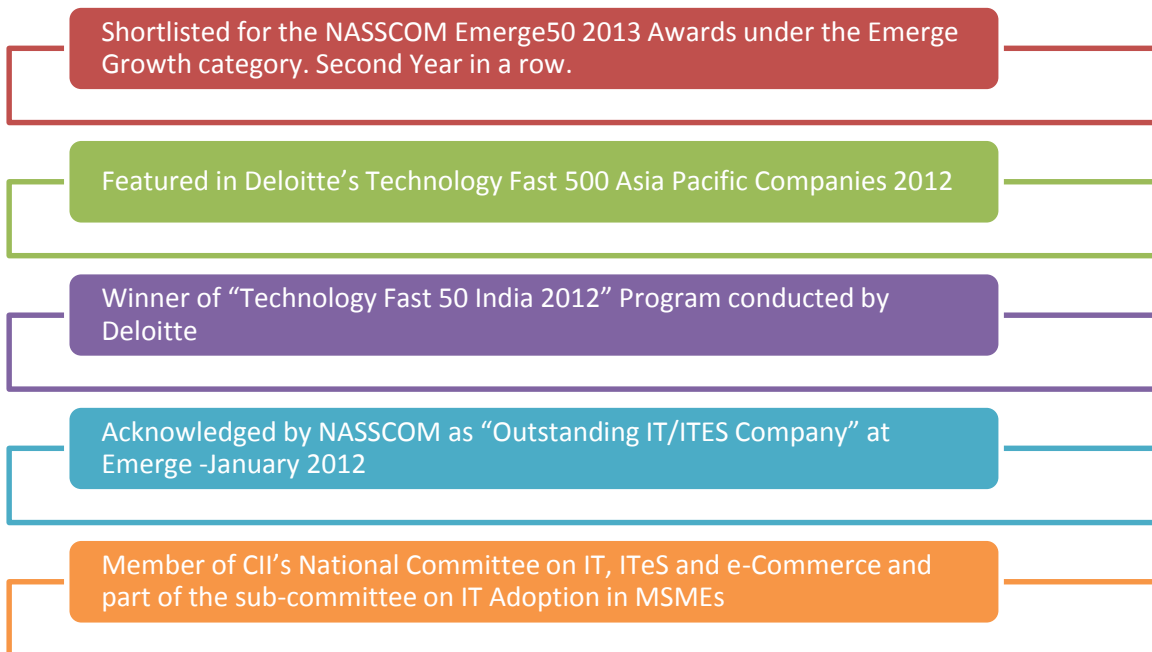 Shortlisted for the NASSCOM Emerge50 2013 Awards under the Emerge
Growth category. Second Year in a row.
Featured in Deloitte’s Technology Fast 500 Asia Pacific Companies 2012
Winner of “Technology Fast 50 India 2012” Program conducted by
Deloitte
Acknowledged by NASSCOM as “Outstanding IT/ITES Company” at
Emerge -January 2012
Member of CII’s National Committee on IT, ITeS and e-Commerce and
part of the sub-committee on IT Adoption in MSMEs